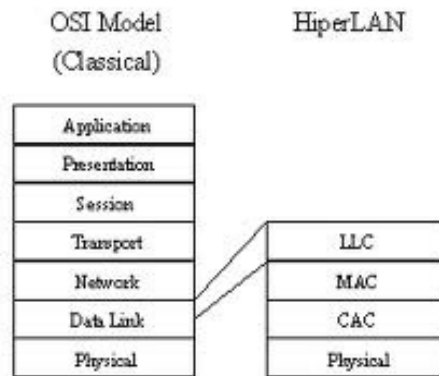 OSI Model
(Classical)
HiperLAN
Application
Presentation
Session
Transport
Network
Data Link
Physical
LLC
MAC
CAC
Physical